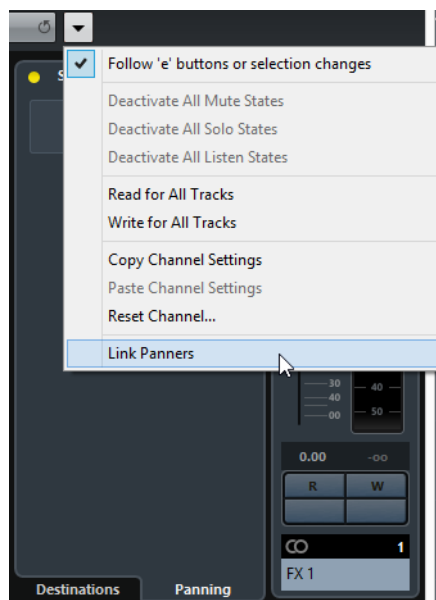 Follow 'e' buttons or selection changes
S
Deactivate All Mute States
Deactivate All Solo States
Deactivate All Listen States
Read for All Tracks
Write for All Tracks
Copy Channel Settings
Paste Channel Settings
Reset Channel...
Link Panners
30
40
40
00
50
0.00
-oo
R
W
1
FX 1
Destinations
Panning